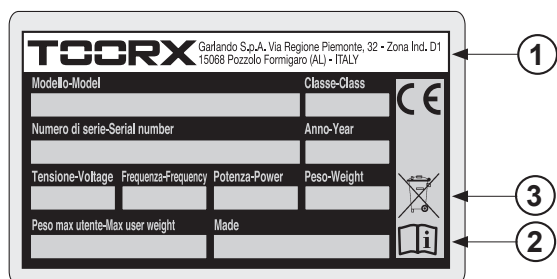 TOORX Garlando S.p.A. Via Regione Piemonte, 32 - Zona Ind. D1
15068 Pozzolo Formigaro (AL) - ITALY
1
Modello-Model Classe-Class
CE
Numero di serie-Serial number Anno-Year
Tensione-Voltage Frequenza-Frequency Potenza-Power Peso-Weight
3
Peso max utente-Max user weight Made
i
2